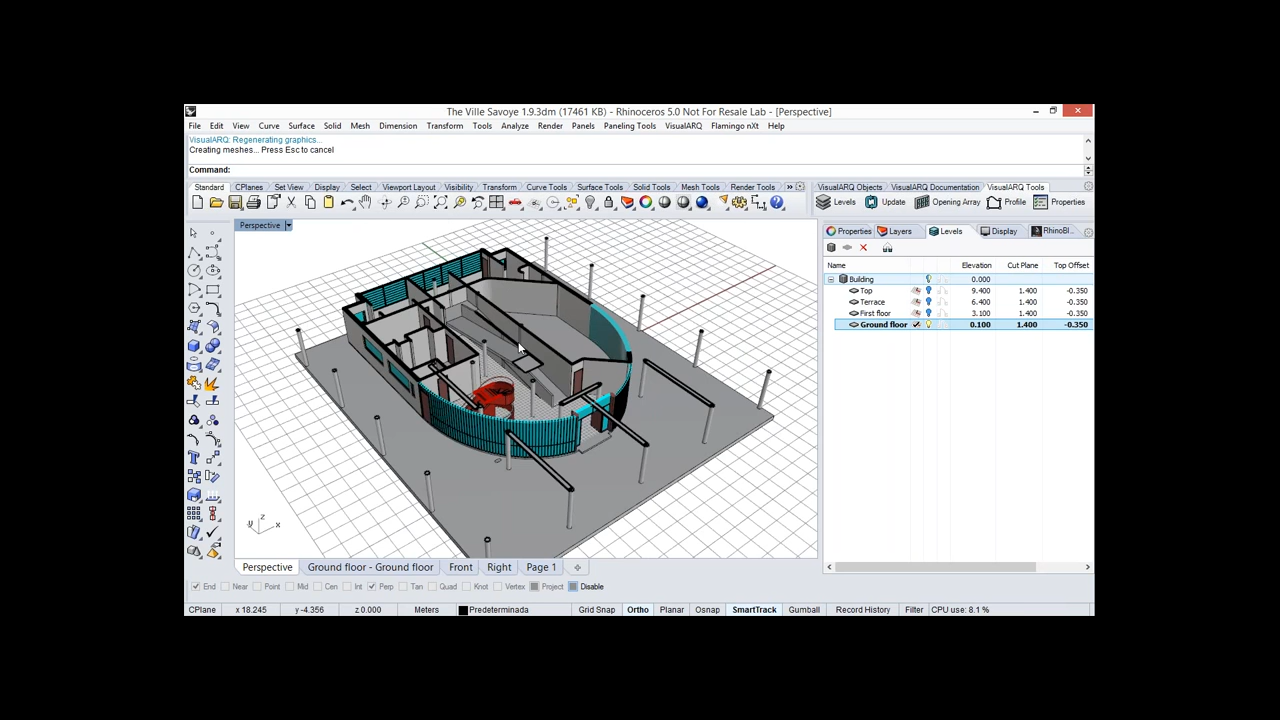 The Ville Savoye 1.9.3dm (17461 KB) - Rhinoceros 5.0 Not For Resale Lab - [Perspective]
File Edit View Curve Surface Solid Mesh Dimension Transform Tools Analyze Render Panels Paneling Tools VisualARQ Flamingo nXt Help
VisualARQ: Regenerating graphics...
Creating meshes... Press Esc to cancel
Command:
Standard CPlanes Set View Display Select Viewport Layout Visibility Transform Curve Tools Surface Tools Solid Tools Mesh Tools Render Tools » VisualARQ Objects VisualARQ Documentation VisualARQ Tools
Levels Update Opening Array Profile Properties
Perspective
Properties Layers Levels Display RhinoBl...
Name Elevation Cut Plane Top Offset
Building 0.000
Top 9.400 1.400 -0.350
Terrace 6.400 1.400 -0.350
First floor 3.100 1.400 -0.350
Ground floor 0.100 1.400 -0.350
z
y x
Perspective Ground floor - Ground floor Front Right Page 1
End Near Point Mid Cen Int Perp Tan Quad Knot Vertex Project Disable
CPlane x 18.245 y -4.356 z 0.000 Meters Predeterminada Grid Snap Ortho Planar Osnap SmartTrack Gumball Record History Filter CPU use: 8.1 %